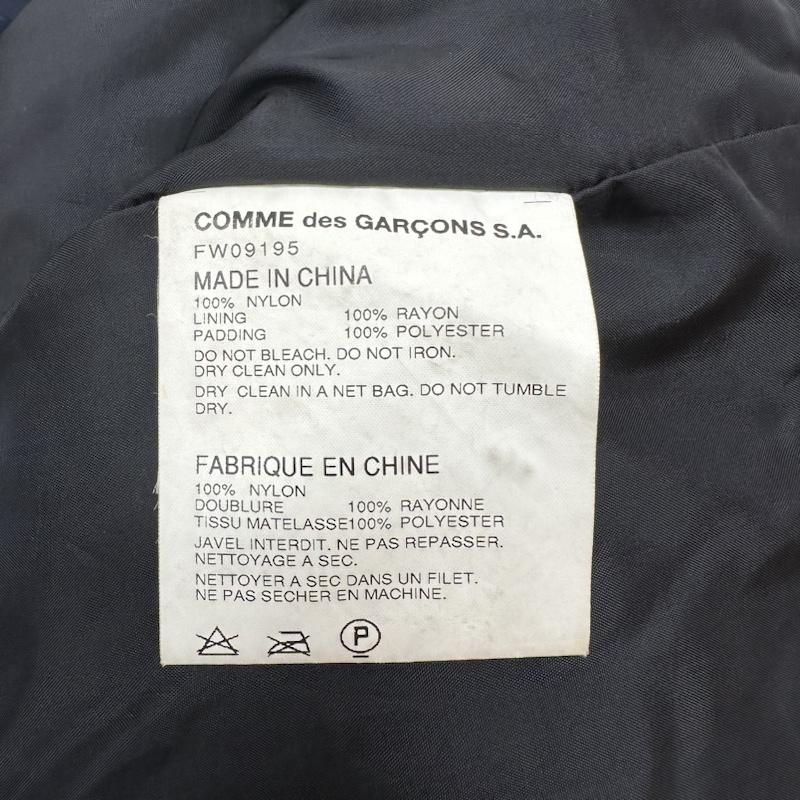 COMME des GARÇONS S.A.
FW09195
MADE IN CHINA
100% NYLON
LINING 100% RAYON
PADDING 100% POLYESTER
DO NOT BLEACH. DO NOT IRON.
DRY CLEAN ONLY.
DRY CLEAN IN A NET BAG. DO NOT TUMBLE
DRY.
FABRIQUE EN CHINE
100% NYLON
DOUBLURE 100% RAYONNE
TISSU MATELASSE100% POLYESTER
JAVEL INTERDIT. NE PAS REPASSER.
NETTOYAGE A SEC.
NETTOYER A SEC DANS UN FILET.
NE PAS SECHER EN MACHINE.
P